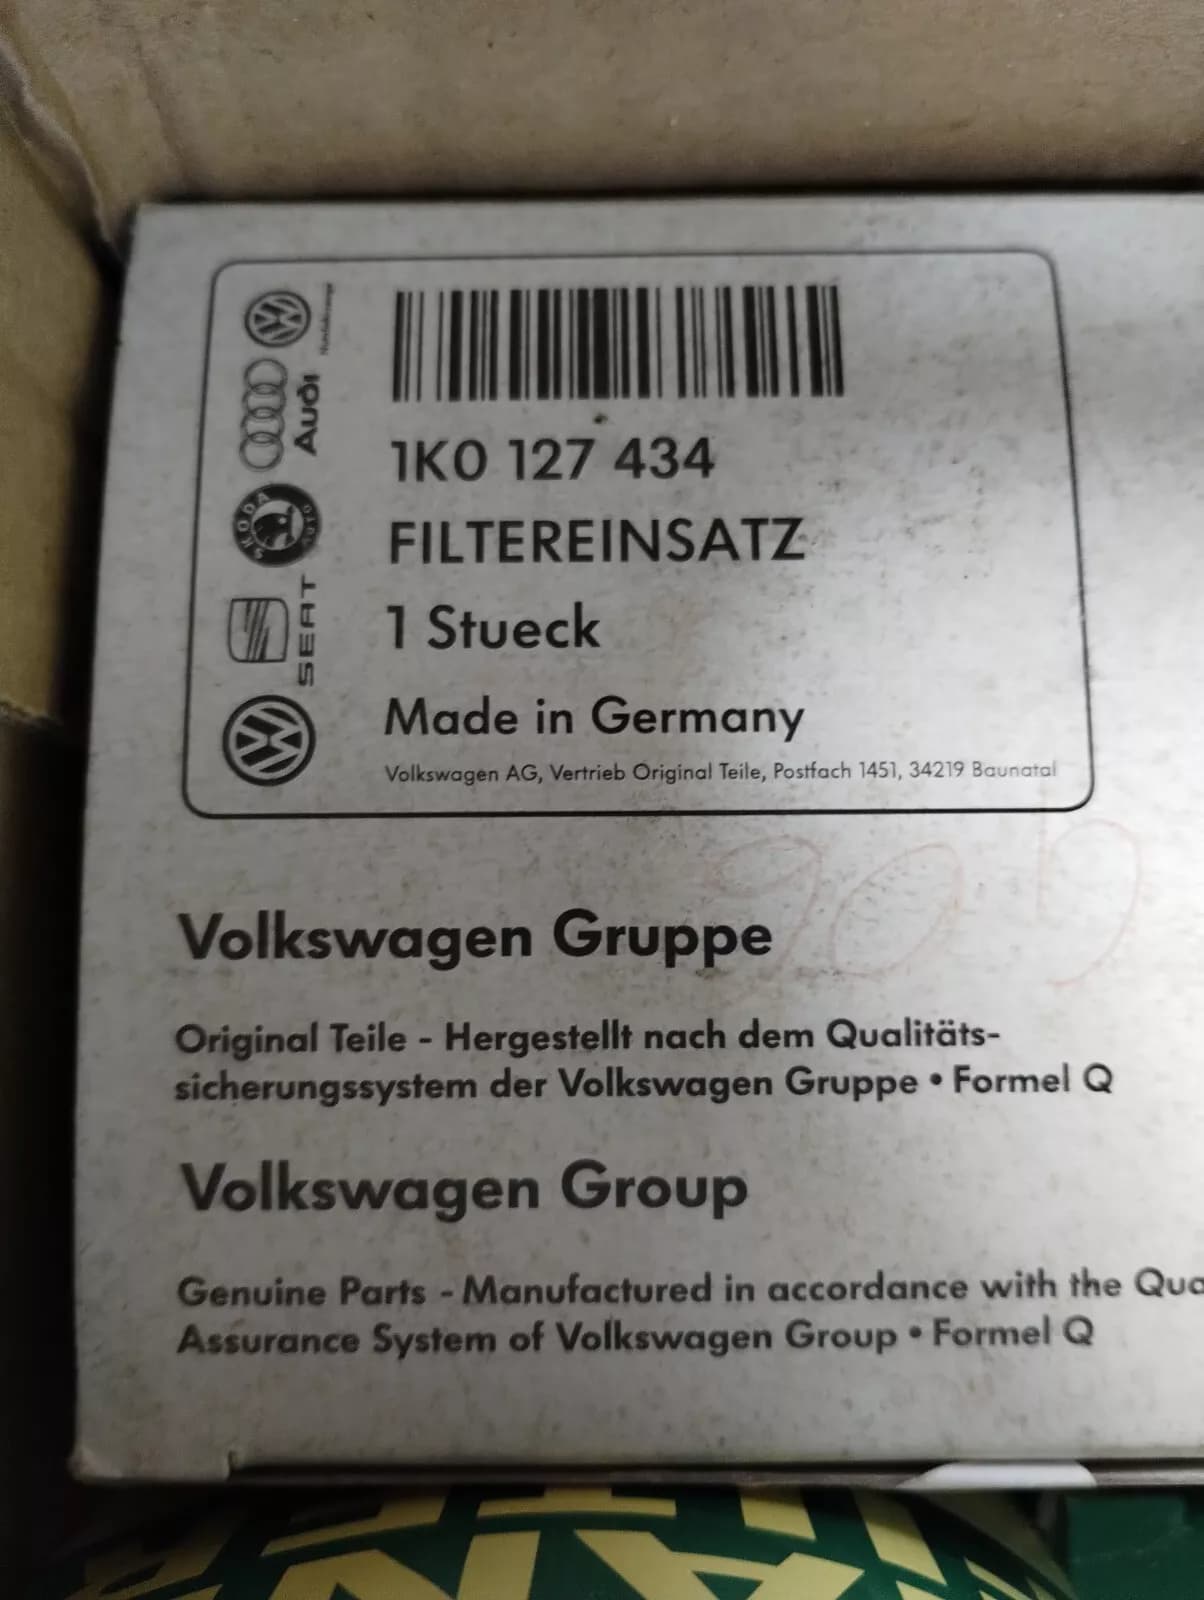 Audi
SKODA
AUTO
SEAT
1K0 127 434
FILTEREINSATZ
1 Stueck
Made in Germany
Volkswagen AG, Vertrieb Original Teile, Postfach 1451, 34219 Baunatal
Volkswagen Gruppe
Original Teile - Hergestellt nach dem Qualitäts-
sicherungssystem der Volkswagen Gruppe • Formel Q
Volkswagen Group
Genuine Parts - Manufactured in accordance with the
Assurance System of Volkswagen Group • Formel Q